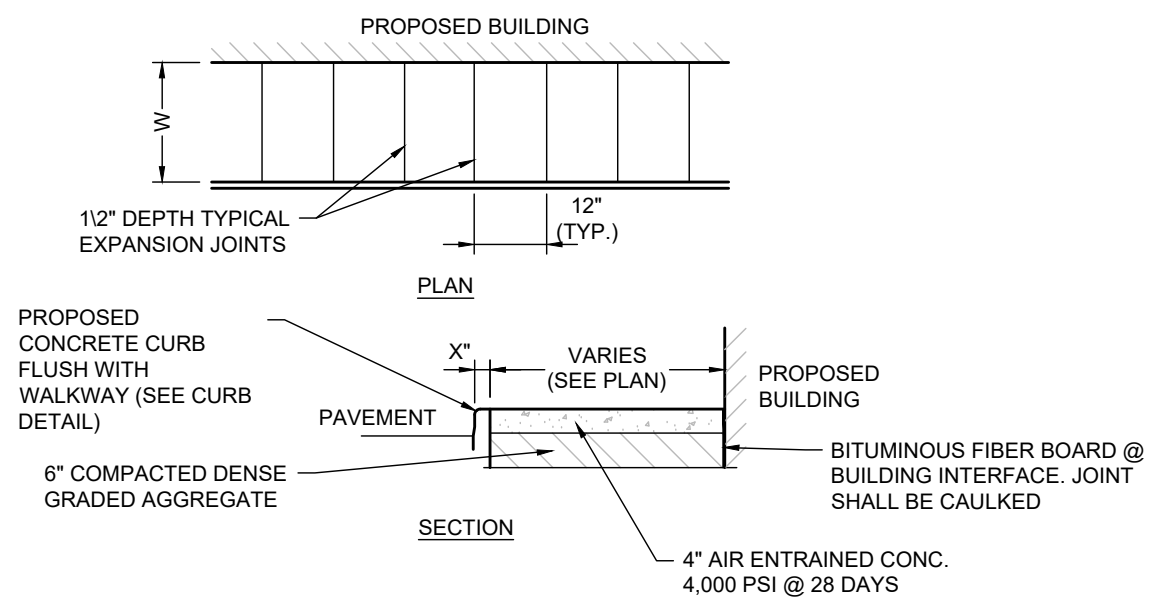 PROPOSED BUILDING
W
1\2" DEPTH TYPICAL
EXPANSION JOINTS
12"
(TYP.)
PLAN
PROPOSED
CONCRETE CURB
FLUSH WITH
WALKWAY (SEE CURB
DETAIL)
X"
VARIES
(SEE PLAN)
PROPOSED
BUILDING
PAVEMENT
6" COMPACTED DENSE
GRADED AGGREGATE
BITUMINOUS FIBER BOARD @
BUILDING INTERFACE. JOINT
SHALL BE CAULKED
SECTION
4" AIR ENTRAINED CONC.
4,000 PSI @ 28 DAYS